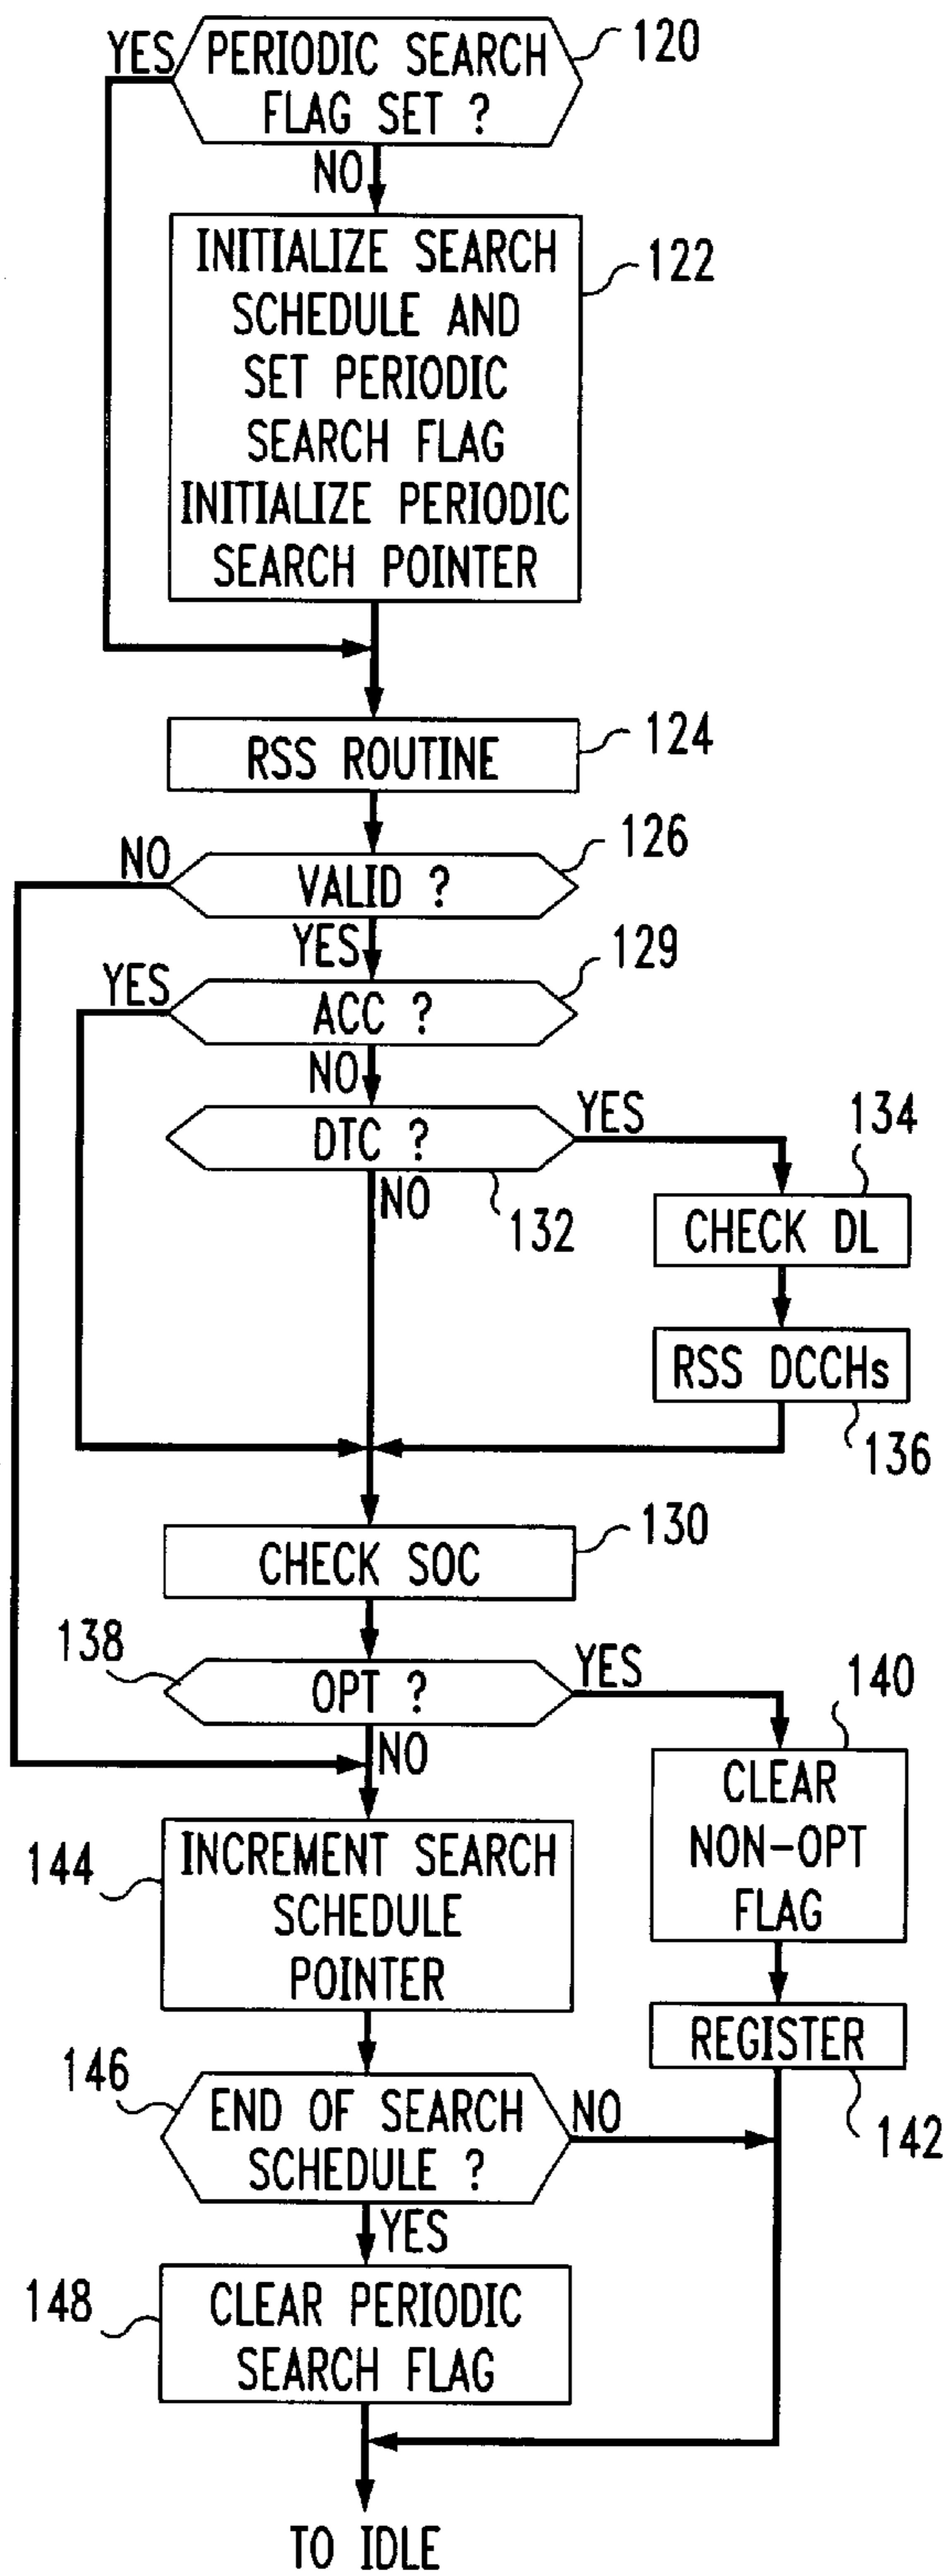 YES
PERIODIC SEARCH
FLAG SET ?
120
NO
INITIALIZE SEARCH
SCHEDULE AND
SET PERIODIC
SEARCH FLAG
INITIALIZE PERIODIC
SEARCH POINTER
122
RSS ROUTINE
124
NO
VALID ?
126
YES
YES
ACC ?
129
NO
DTC ?
YES
134
NO
132
CHECK DL
RSS DCCHs
136
CHECK SOC
130
138
OPT ?
YES
140
NO
CLEAR
NON-OPT
FLAG
144
INCREMENT SEARCH
SCHEDULE
POINTER
REGISTER
142
146
END OF SEARCH
SCHEDULE ?
NO
YES
148
CLEAR PERIODIC
SEARCH FLAG
TO IDLE